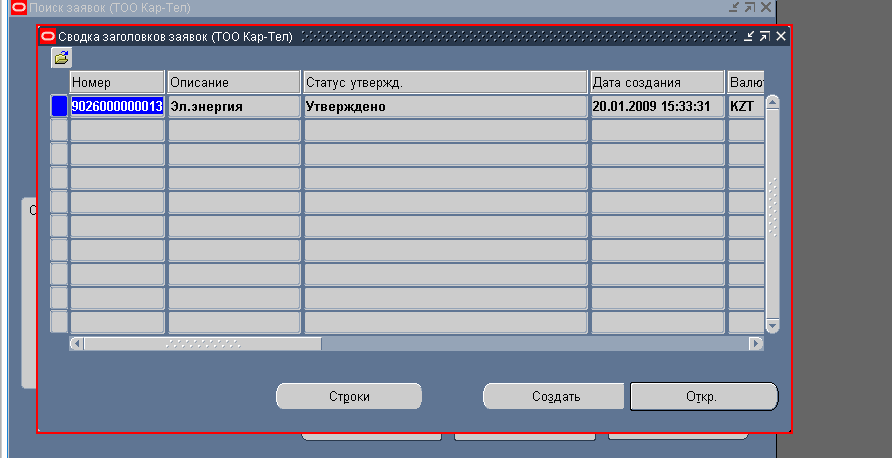 Поиск заявок (ТОО Кар-Тел)
Сводка заголовков заявок (ТОО Кар-Тел)
Номер Описание Статус утвержд. Дата создания Валют
9026000000013 Эл.энергия Утверждено 20.01.2009 15:33:31 KZT
С
Строки Создать Откр.